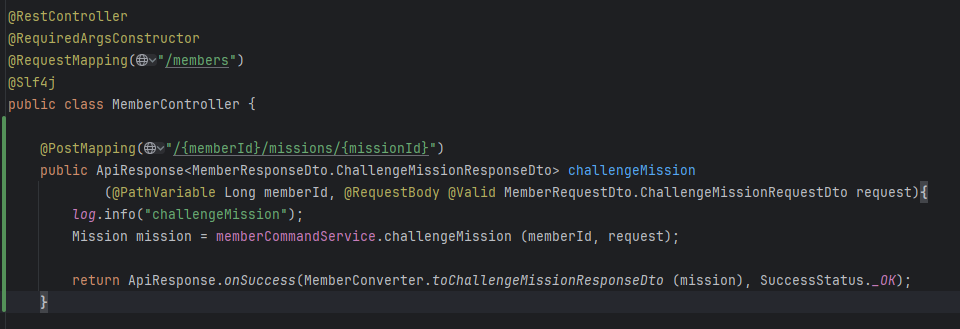 @RestController
@RequiredArgsConstructor
@RequestMapping("/members")
@Slf4j
public class MemberController {
@PostMapping("/{memberId}/missions/{missionId}")
public ApiResponse<MemberResponseDto.ChallengeMissionResponseDto> challengeMission
(@PathVariable Long memberId, @RequestBody @Valid MemberRequestDto.ChallengeMissionRequestDto request){
log.info("challengeMission");
Mission mission = memberCommandService.challengeMission (memberId, request);
return ApiResponse.onSuccess(MemberConverter.toChallengeMissionResponseDto (mission), SuccessStatus._OK);
}